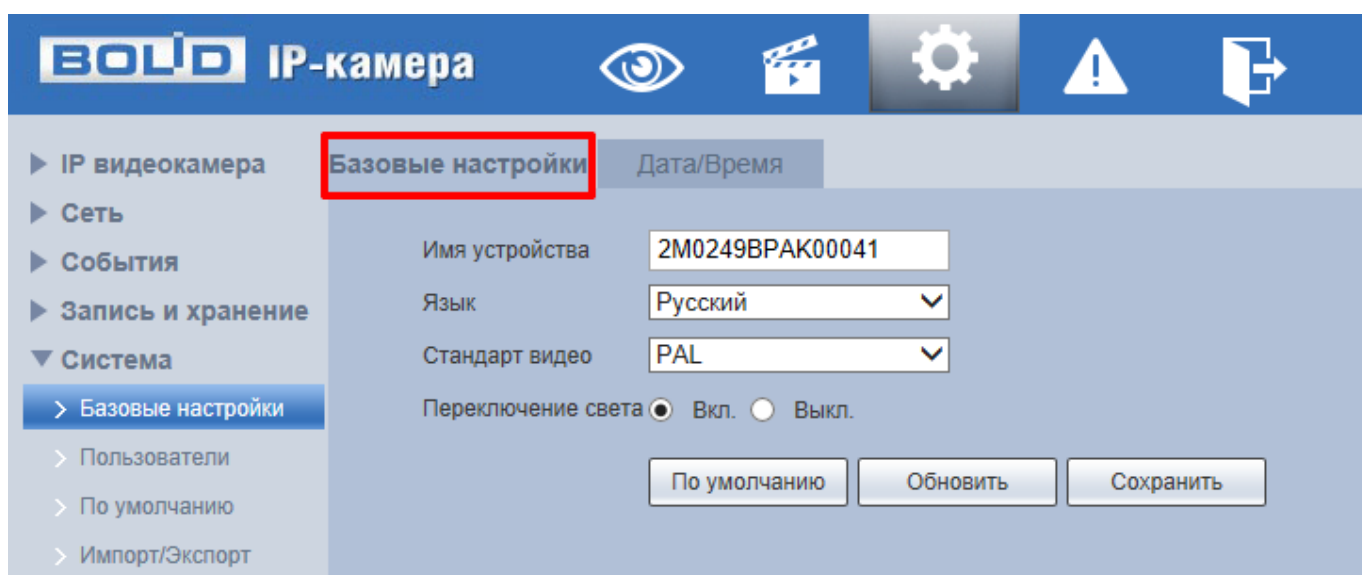 BOLID IP-камера
IP видеокамера
Сеть
События
Запись и хранение
Система
Базовые настройки
Пользователи
По умолчанию
Импорт/Экспорт
Базовые настройки Дата/Время
Имя устройства 2M0249BPAK00041
Язык Русский
Стандарт видео PAL
Переключение света Вкл. Выкл.
По умолчанию Обновить Сохранить